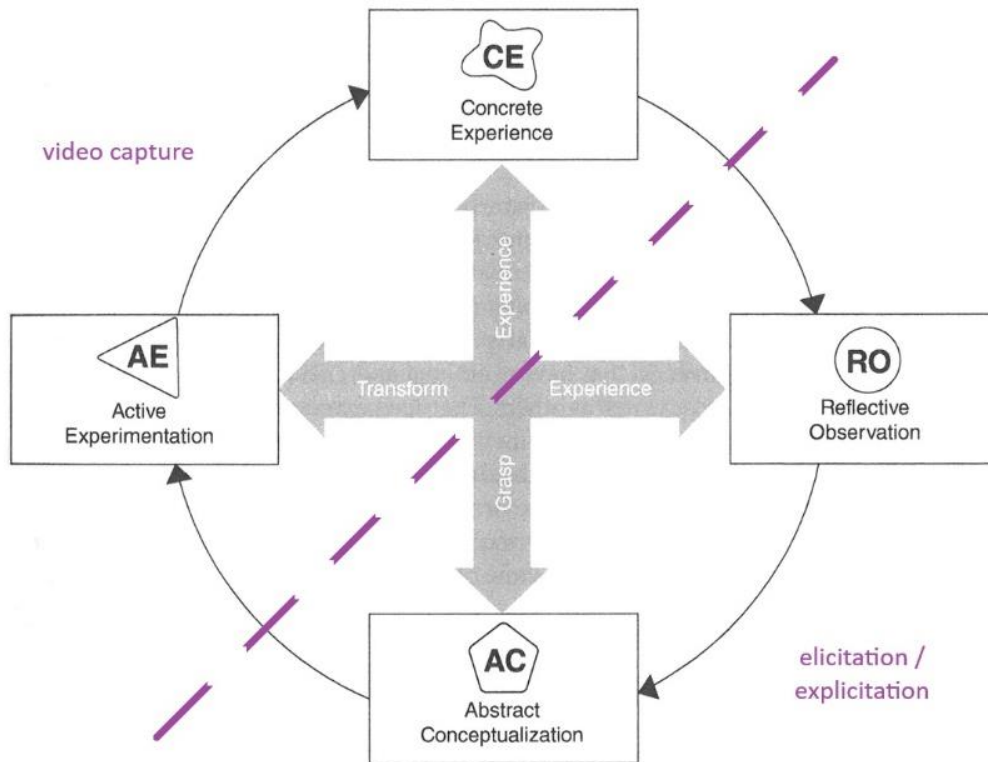 CE
Concrete
Experience
video capture
Experience
AE
Active
Experimentation
Transform
Experience
RO
Reflective
Observation
Grasp
AC
Abstract
Conceptualization
elicitation /
explicitation